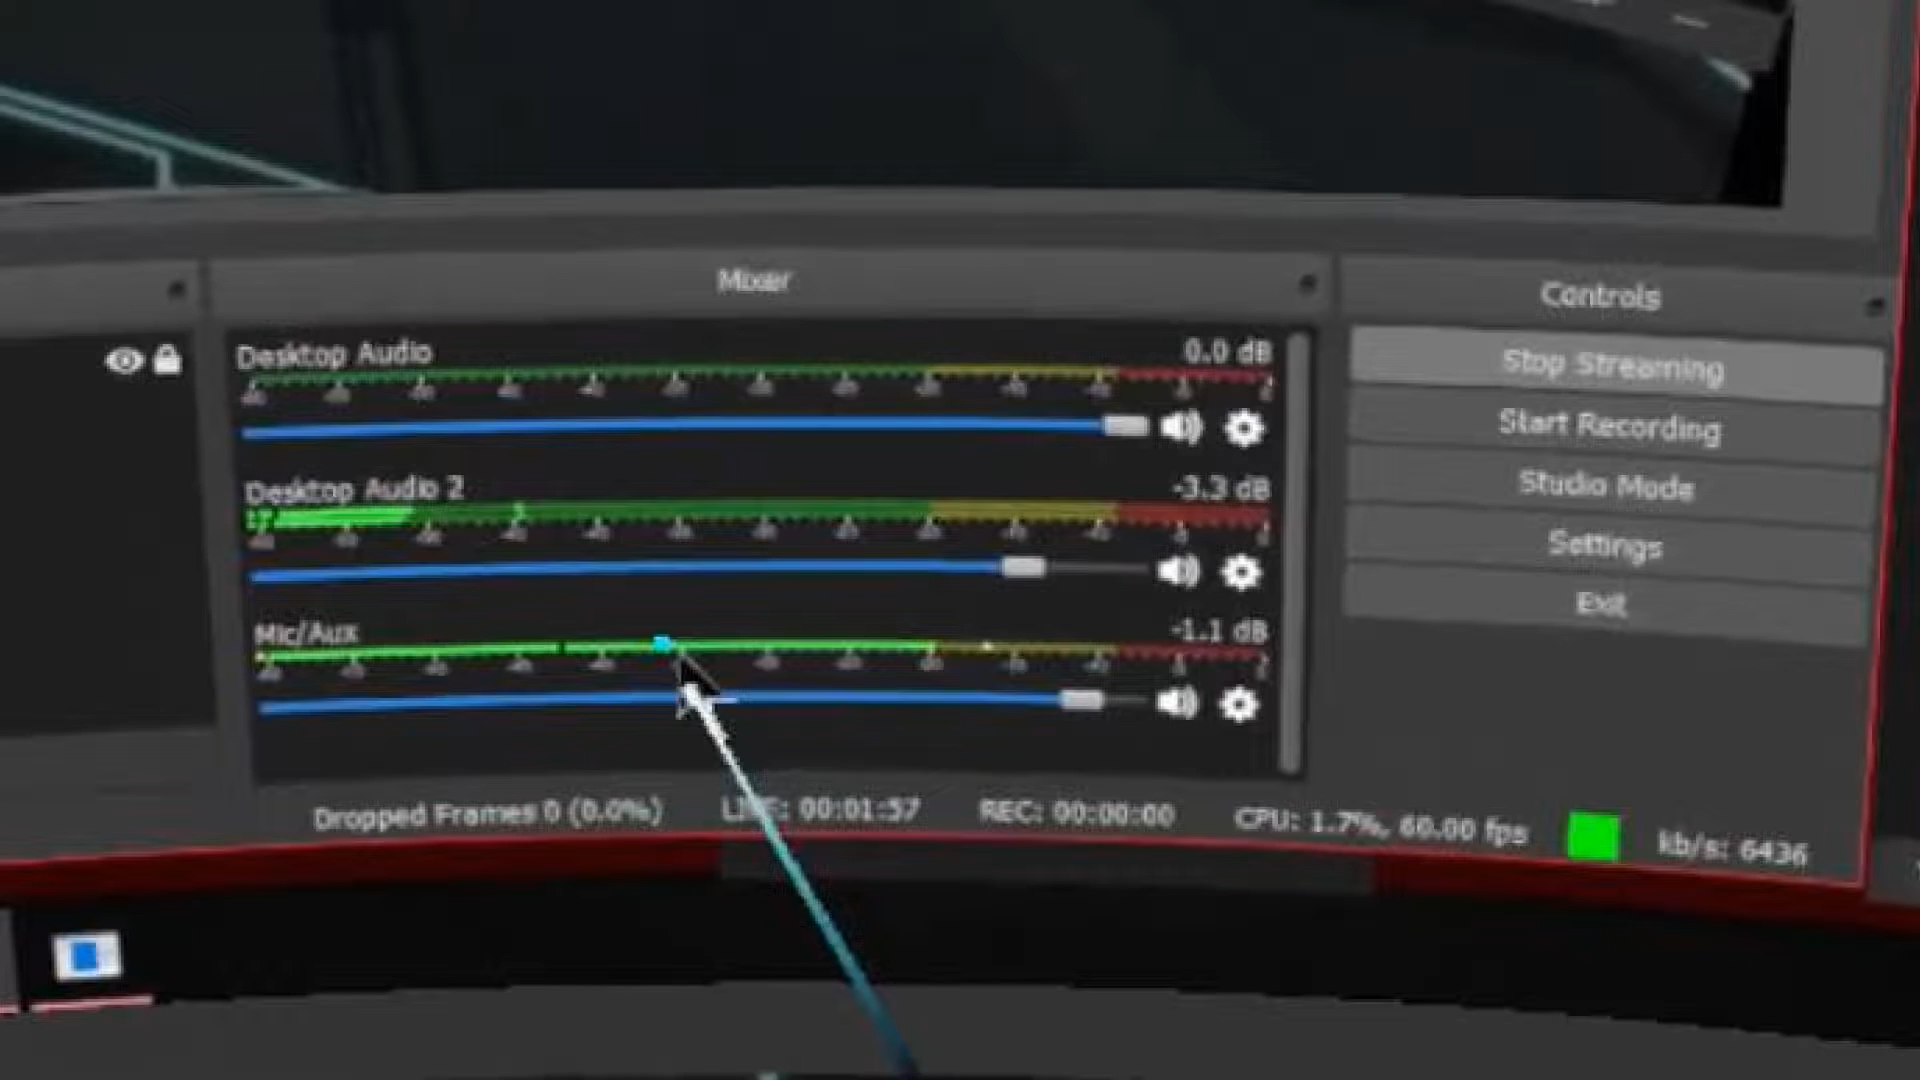 Mixer
Controls
Desktop Audio
0.0 dB
Stop Streaming
Start Recording
Desktop Audio 2
-3.3 dB
Studio Mode
Settings
Mic/Aux
-1.1 dB
Exit
Dropped Frames 0 (0.0%)
LIVE: 00:01:57
REC: 00:00:00
CPU: 1.7%, 60.00 fps
kb/s: 6436